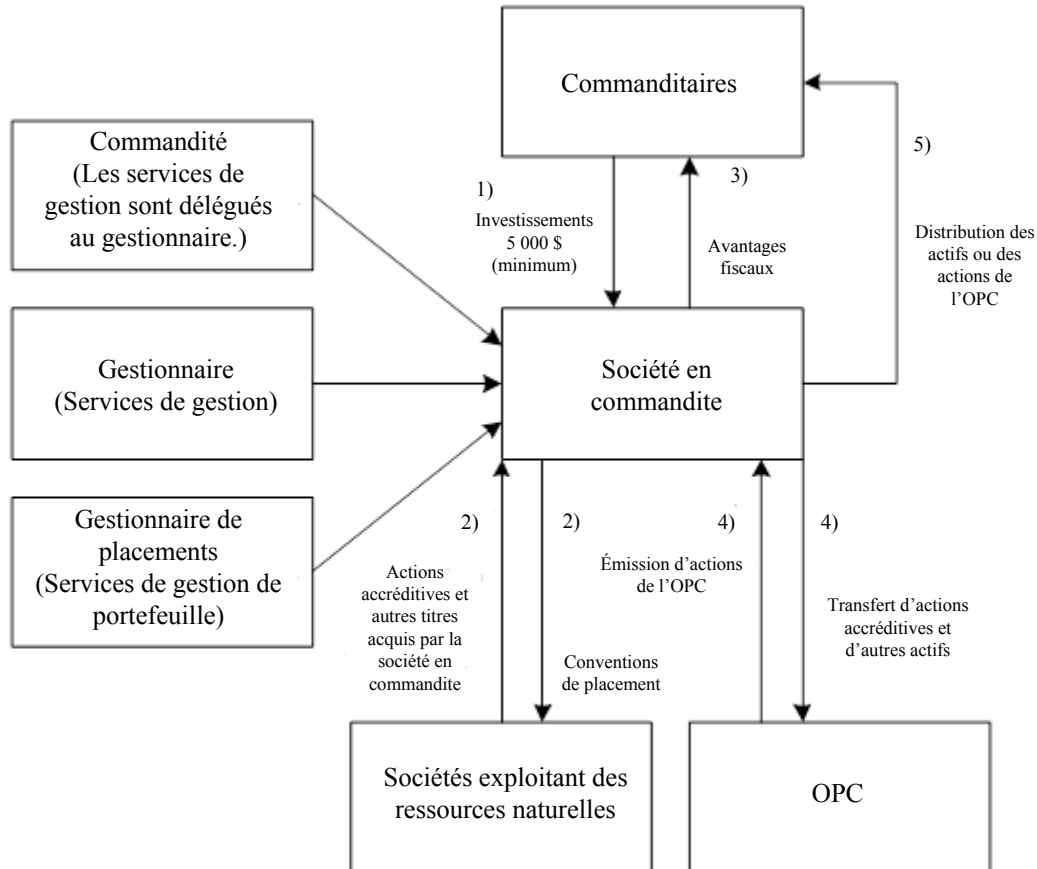 Commanditaires
Commandité
(Les services de
gestion sont délégués
au gestionnaire.)
1)
Investissements
5 000 $
(minimum)
3)
Avantages
fiscaux
5)
Distribution des
actifs ou des
actions de
l’OPC
Gestionnaire
(Services de gestion)
Société en
commandite
Gestionnaire de
placements
(Services de gestion de
portefeuille)
2)
Actions
accréditives et
autres titres
acquis par la
société en
commandite
2)
Conventions
de placement
4)
Émission d’actions
de l’OPC
4)
Transfert d’actions
accréditives et
d’autres actifs
Sociétés exploitant des
ressources naturelles
OPC